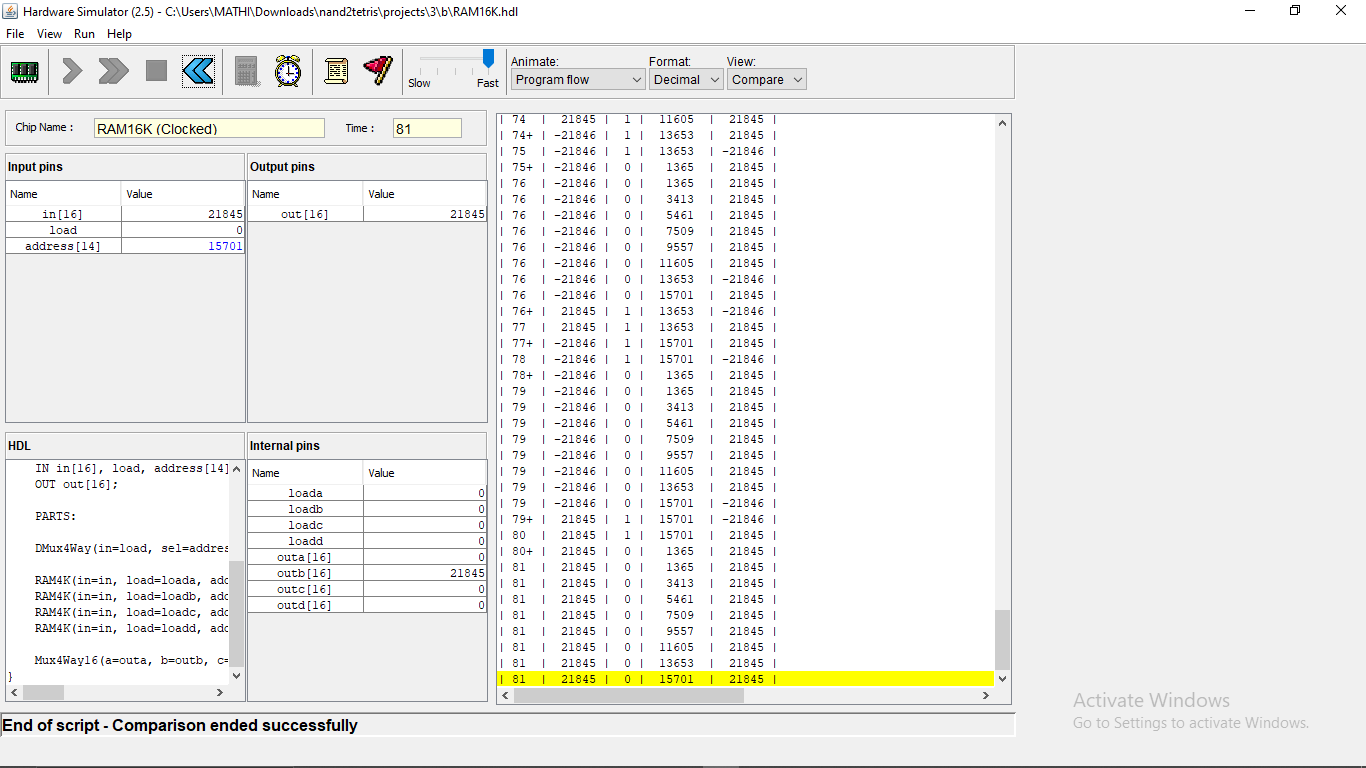 Hardware Simulator (2.5) - C:\Users\MATHI\Downloads\nand2tetris\projects\3\b\RAM16K.hdl
File View Run Help
Slow Fast
Animate: Format: View:
Program flow Decimal Compare
Chip Name : RAM16K (Clocked) Time : 81
Input pins
Name Value
in[16] 21845
load 0
address[14] 15701
Output pins
Name Value
out[16] 21845
HDL
IN in[16], load, address[14]
OUT out[16];
PARTS:
DMux4Way(in=load, sel=addres
RAM4K(in=in, load=loada, add
RAM4K(in=in, load=loadb, add
RAM4K(in=in, load=loadc, add
RAM4K(in=in, load=loadd, add
Mux4Way16(a=outa, b=outb, c=
}
Internal pins
Name Value
loada 0
loadb 0
loadc 0
loadd 0
outa[16] 0
outb[16] 21845
outc[16] 0
outd[16] 0
| 74 | 21845 | 1 | 11605 | 21845 |
| 74+ | -21846 | 1 | 13653 | 21845 |
| 75 | -21846 | 1 | 13653 | -21846 |
| 75+ | -21846 | 0 | 1365 | 21845 |
| 76 | -21846 | 0 | 1365 | 21845 |
| 76 | -21846 | 0 | 3413 | 21845 |
| 76 | -21846 | 0 | 5461 | 21845 |
| 76 | -21846 | 0 | 7509 | 21845 |
| 76 | -21846 | 0 | 9557 | 21845 |
| 76 | -21846 | 0 | 11605 | 21845 |
| 76 | -21846 | 0 | 13653 | -21846 |
| 76 | -21846 | 0 | 15701 | 21845 |
| 76+ | 21845 | 1 | 13653 | -21846 |
| 77 | 21845 | 1 | 13653 | 21845 |
| 77+ | -21846 | 1 | 15701 | 21845 |
| 78 | -21846 | 1 | 15701 | -21846 |
| 78+ | -21846 | 0 | 1365 | 21845 |
| 79 | -21846 | 0 | 1365 | 21845 |
| 79 | -21846 | 0 | 3413 | 21845 |
| 79 | -21846 | 0 | 5461 | 21845 |
| 79 | -21846 | 0 | 7509 | 21845 |
| 79 | -21846 | 0 | 9557 | 21845 |
| 79 | -21846 | 0 | 11605 | 21845 |
| 79 | -21846 | 0 | 13653 | 21845 |
| 79 | -21846 | 0 | 15701 | -21846 |
| 79+ | 21845 | 1 | 15701 | -21846 |
| 80 | 21845 | 1 | 15701 | 21845 |
| 80+ | 21845 | 0 | 1365 | 21845 |
| 81 | 21845 | 0 | 1365 | 21845 |
| 81 | 21845 | 0 | 3413 | 21845 |
| 81 | 21845 | 0 | 5461 | 21845 |
| 81 | 21845 | 0 | 7509 | 21845 |
| 81 | 21845 | 0 | 9557 | 21845 |
| 81 | 21845 | 0 | 11605 | 21845 |
| 81 | 21845 | 0 | 13653 | 21845 |
| 81 | 21845 | 0 | 15701 | 21845 |
Activate Windows
Go to Settings to activate Windows.
End of script - Comparison ended successfully